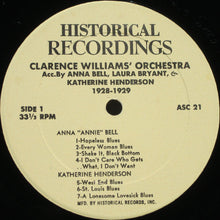 HISTORICAL
RECORDINGS
CLARENCE WILLIAMS' ORCHESTRA
Acc. By ANNA BELL, LAURA BRYANT, &
KATHERINE HENDERSON
1928-1929
SIDE 1
33⅓ RPM
ASC 21
ANNA "ANNIE" BELL
1-Hopeless Blues
2-Every Woman Blues
3-Shake It, Black Bottom
4-I Don't Care Who Gets
What, I Don't Want
KATHERINE HENDERSON
5-West End Blues
6-St. Louis Blues
7-A Lonesome Lovesick Blues
MFD. BY HISTORICAL RECORDS, INC.